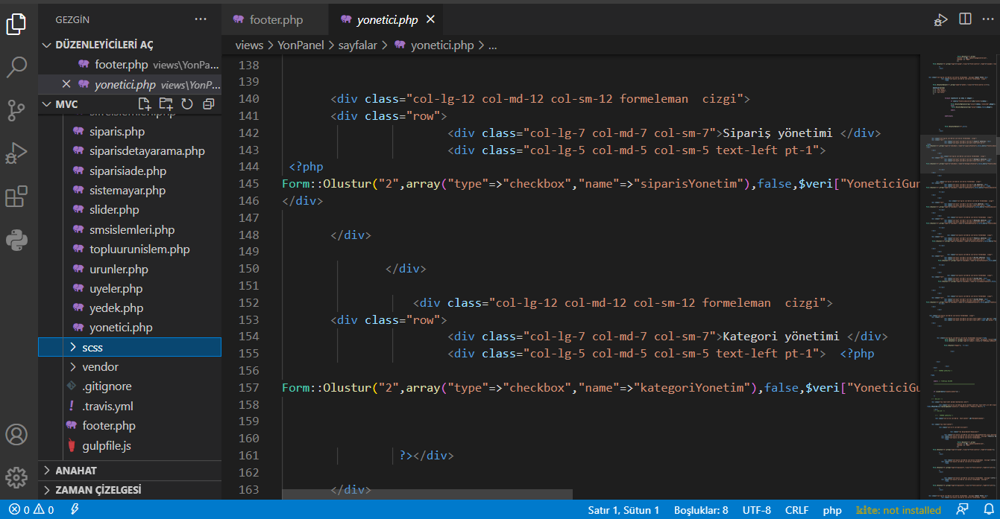 GEZGİN ...
DÜZENLEYİCİLERİ AÇ
footer.php views\YonPa...
yonetici.php views\YonP...
MVC
siparis.php
siparisdetayarama.php
siparisiade.php
sistemayar.php
slider.php
smsislemleri.php
topluurunislem.php
urunler.php
uyeler.php
yedek.php
yonetici.php
scss
vendor
.gitignore
.travis.yml
footer.php
gulpfile.js
ANAHAT
ZAMAN ÇİZELGESİ
footer.php yonetici.php
views > YonPanel > sayfalar > yonetici.php > ...
138
139
140 <div class="col-lg-12 col-md-12 col-sm-12 formeleman  cizgi">
141 <div class="row">
142 <div class="col-lg-7 col-md-7 col-sm-7">Sipariş yönetimi </div>
143 <div class="col-lg-5 col-md-5 col-sm-5 text-left pt-1">
144 <?php
145 Form::Olustur("2",array("type"=>"checkbox","name"=>"siparisYonetim"),false,$veri["YoneticiGun
146 </div>
147
148 </div>
149
150 </div>
151
152 <div class="col-lg-12 col-md-12 col-sm-12 formeleman  cizgi">
153 <div class="row">
154 <div class="col-lg-7 col-md-7 col-sm-7">Kategori yönetimi </div>
155 <div class="col-lg-5 col-md-5 col-sm-5 text-left pt-1">  <?php
156
157 Form::Olustur("2",array("type"=>"checkbox","name"=>"kategoriYonetim"),false,$veri["YoneticiGu
158
159
160
161 ?></div>
162
163 </div>
0 0 Satır 1, Sütun 1 Boşluklar: 8 UTF-8 CRLF php kite: not installed